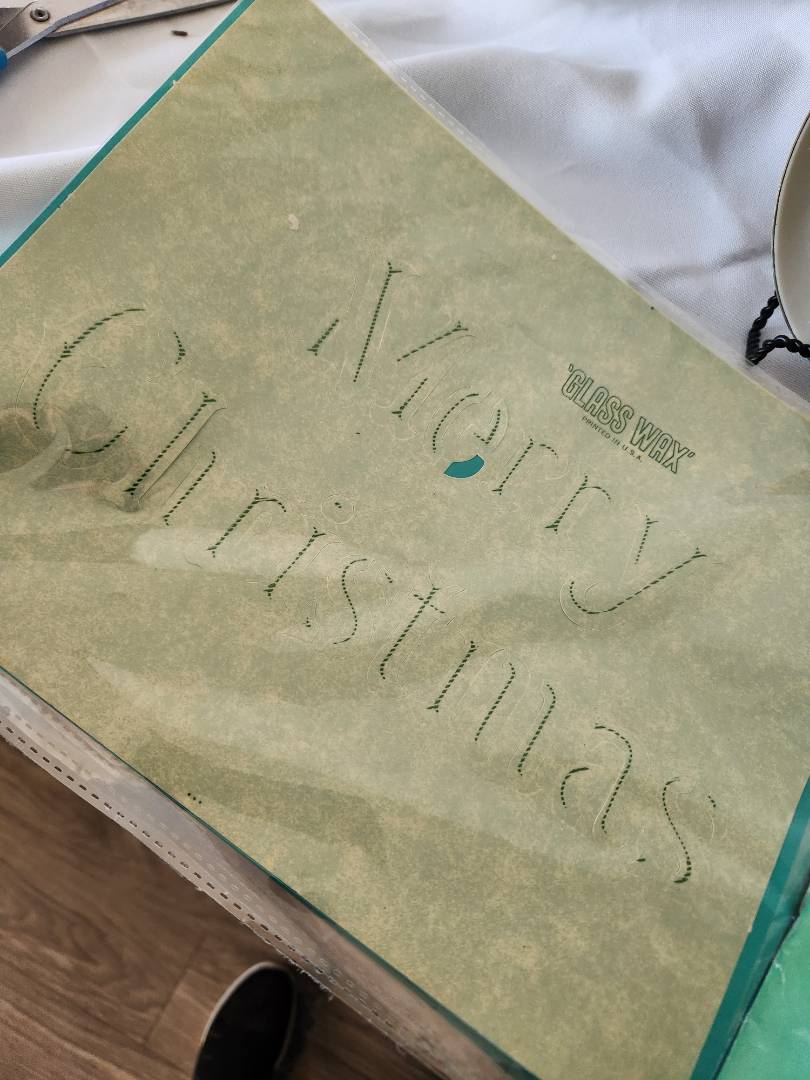 Merry
Christmas
'GLASS WAX'
PRINTED IN U.S.A.